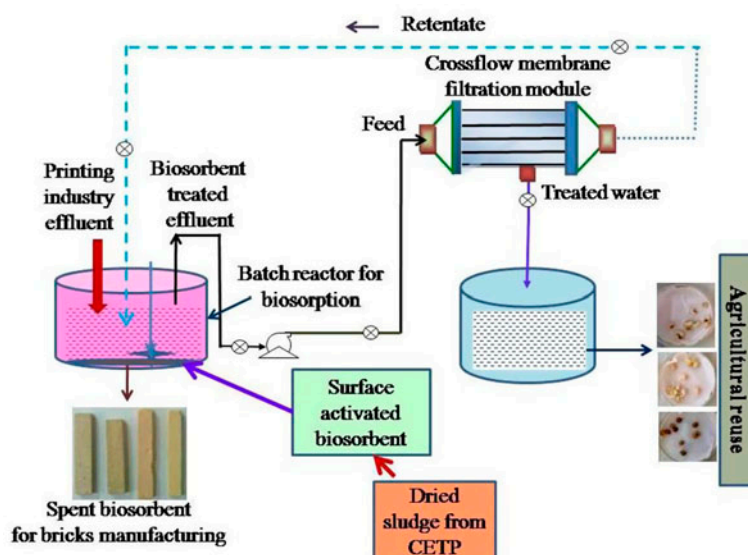 Retentate
Crossflow membrane
filtration module
Feed
Printing
industry
effluent
Biosorbent
treated
effluent
Treated water
Batch reactor for
biosorption
Surface
activated
biosorbent
Agricultural reuse
Spent biosorbent
for bricks manufacturing
Dried
sludge from
CETP